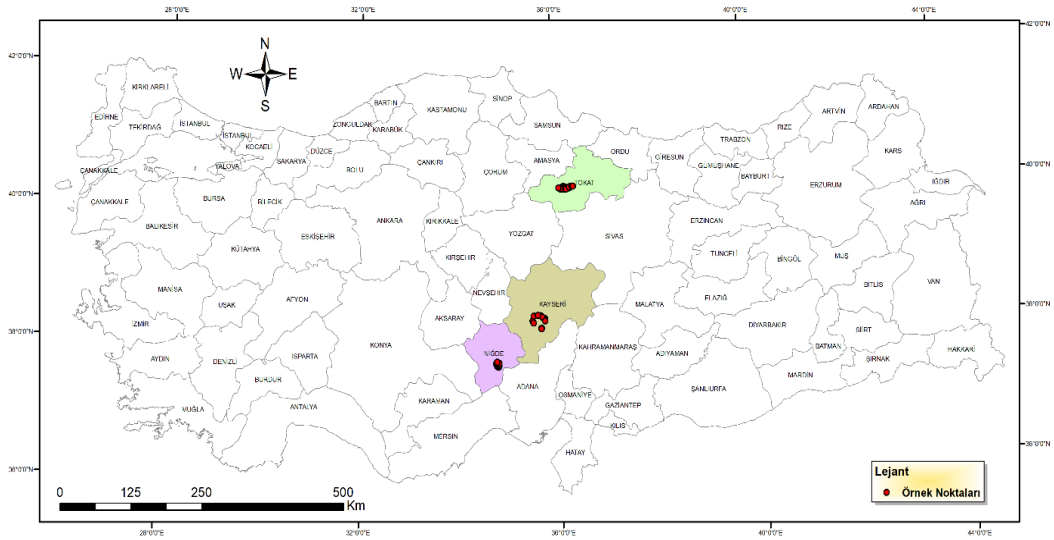 28°0'0"E 32°0'0"E 36°0'0"E 40°0'0"E 44°0'0"E
42°0'0"N 42°0'0"N
N
W E
S
KIRKLARELİ
EDİRNE
TEKİRDAĞ
İSTANBUL
İSTANBUL
KOCAELİ
YALOVA
SAKARYA
DÜZCE
ZONGULDAK
BARTIN
KARABÜK
KASTAMONU
SİNOP
SAMSUN
ORDU
GİRESUN
TRABZON
RİZE
ARTVİN
ARDAHAN
KARS
GÜMÜŞHANE
BAYBURT
ÇANAKKALE
ÇANAKKALE
BOLU
ÇANKIRI
ÇORUM
AMASYA
TOKAT
40°0'0"N 40°0'0"N
BALIKESİR
BURSA
BİLECİK
ESKİŞEHİR
KÜTAHYA
ANKARA
KIRIKKALE
KIRŞEHİR
YOZGAT
SİVAS
ERZİNCAN
ERZURUM
IĞDIR
AĞRI
TUNCELİ
BİNGÖL
MUŞ
BİTLİS
VAN
MANİSA
UŞAK
AFYON
İZMİR
AYDIN
DENİZLİ
ISPARTA
BURDUR
MUĞLA
ANTALYA
KONYA
AKSARAY
NEVŞEHİR
KAYSERİ
NİĞDE
MALATYA
ELAZIĞ
DİYARBAKIR
BATMAN
SİİRT
ŞIRNAK
HAKKARİ
MARDİN
38°0'0"N 38°0'0"N
KAHRAMANMARAŞ
ADIYAMAN
ŞANLIURFA
GAZİANTEP
KİLİS
OSMANİYE
ADANA
HATAY
KARAMAN
MERSİN
36°0'0"N 36°0'0"N
Lejant
Örnek Noktaları
0 125 250 500
Km
28°0'0"E 32°0'0"E 36°0'0"E 40°0'0"E 44°0'0"E